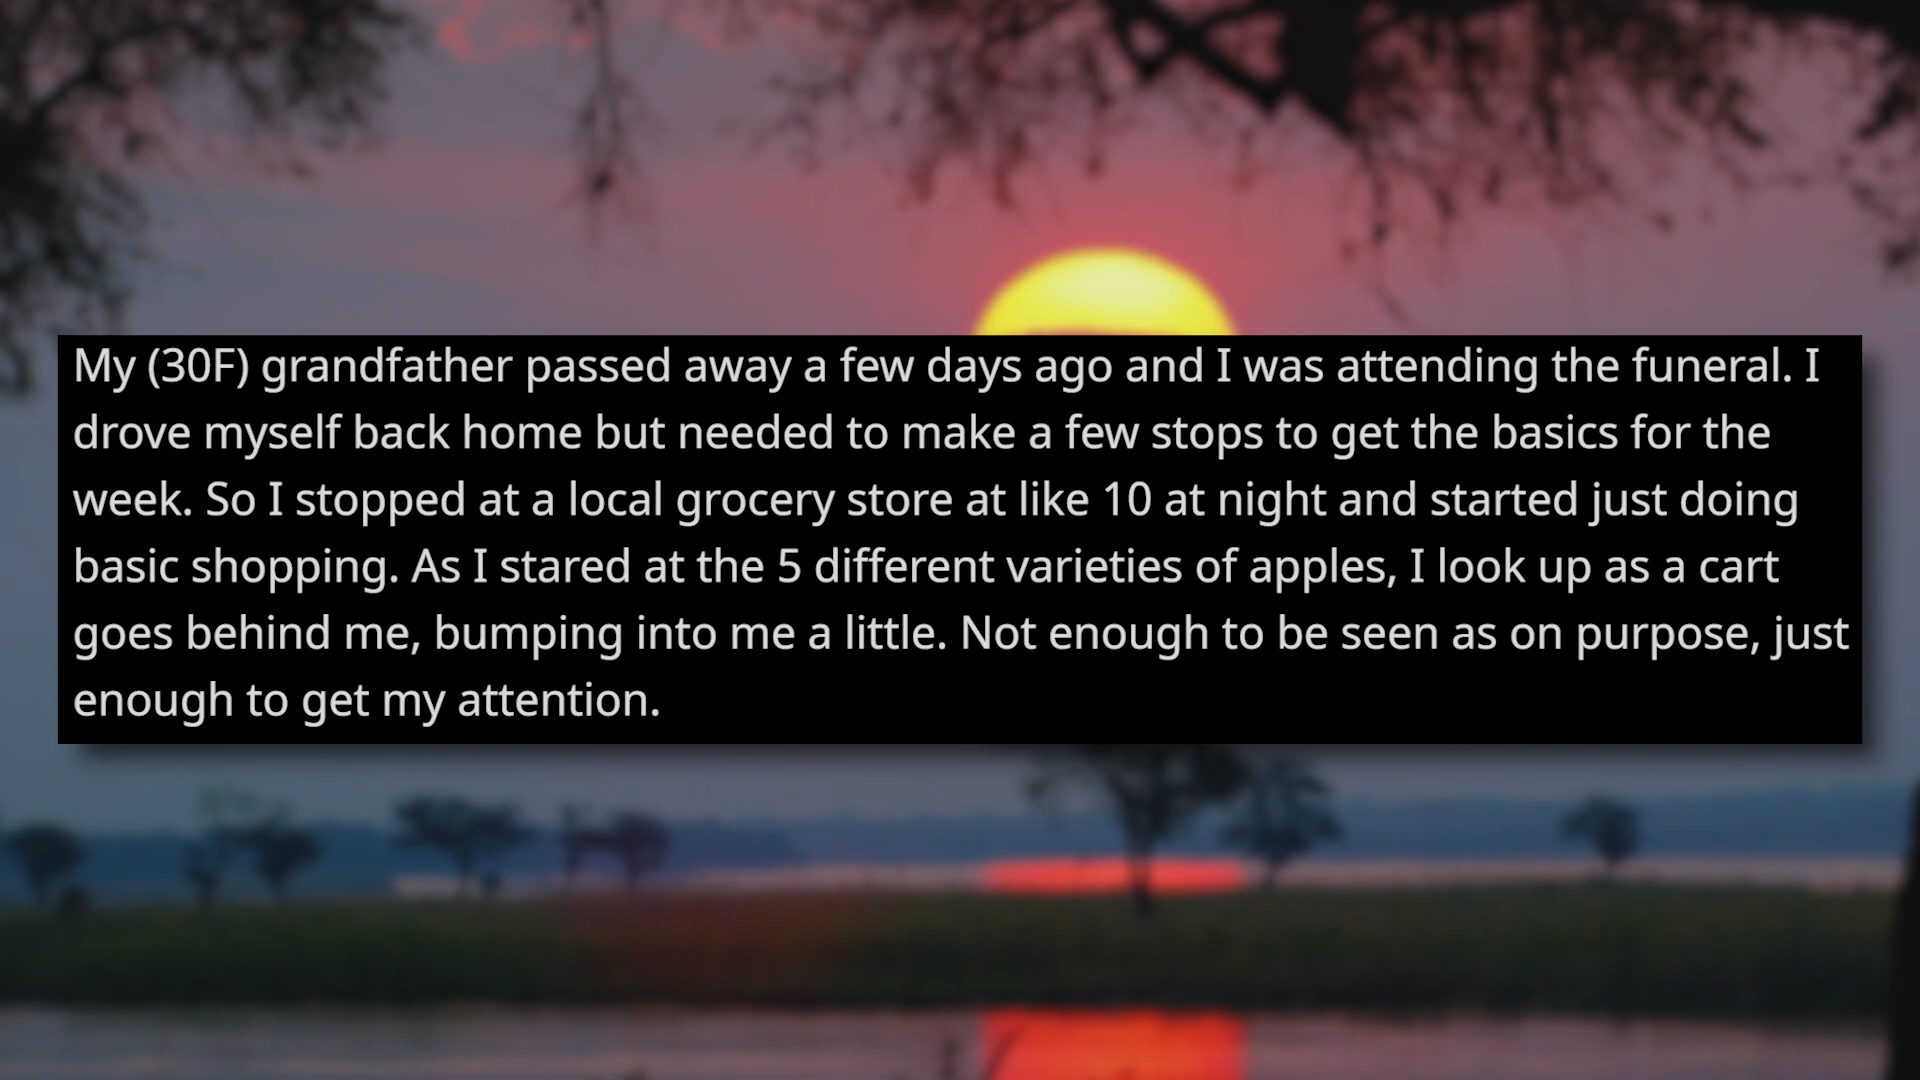 My (30F) grandfather passed away a few days ago and I was attending the funeral. I
drove myself back home but needed to make a few stops to get the basics for the
week. So I stopped at a local grocery store at like 10 at night and started just doing
basic shopping. As I stared at the 5 different varieties of apples, I look up as a cart
goes behind me, bumping into me a little. Not enough to be seen as on purpose, just
enough to get my attention.